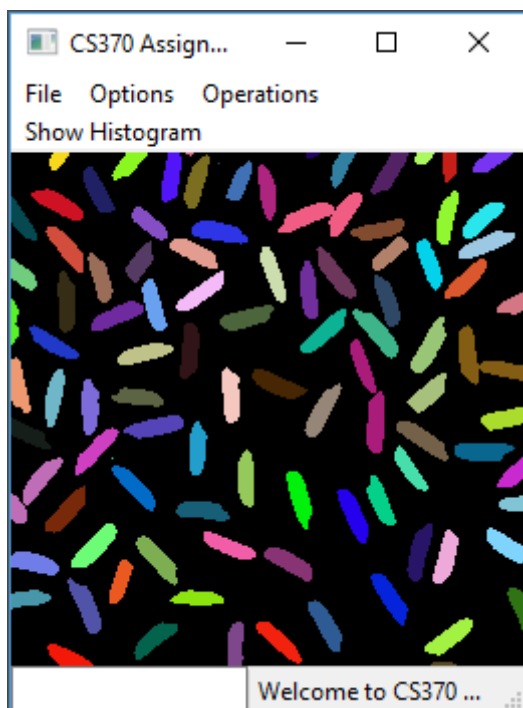 CS370 Assign...
File Options Operations
Show Histogram
Welcome to CS370 ...